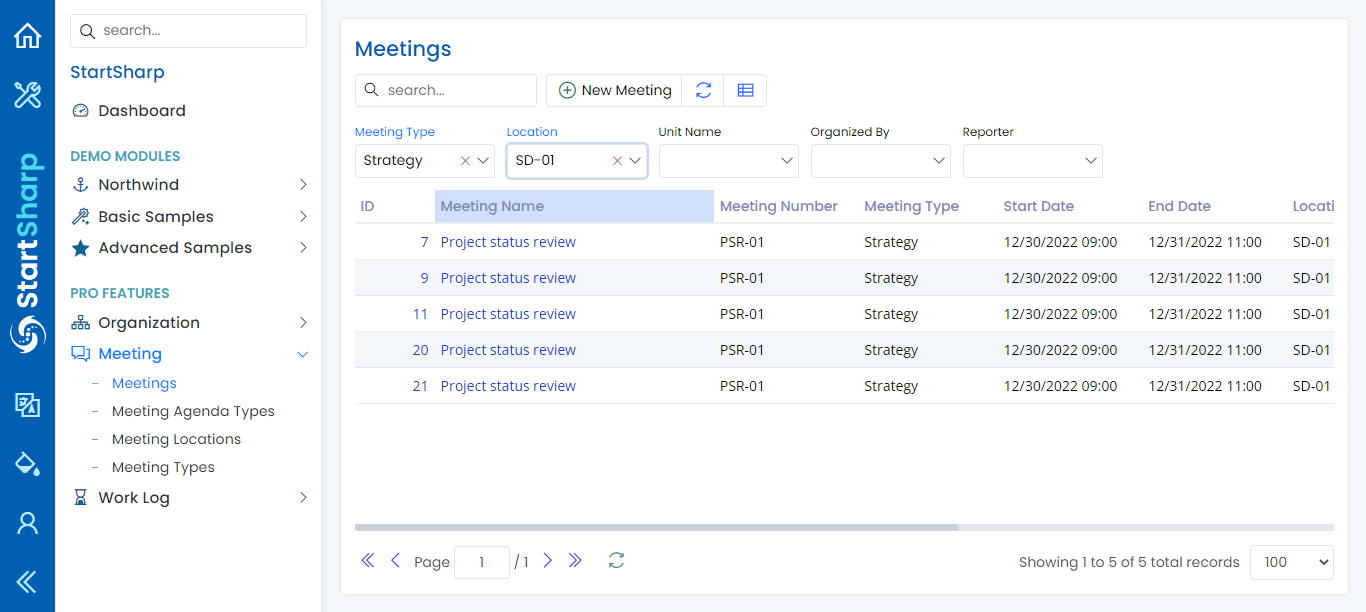 StartSharp
search...
StartSharp
Dashboard
DEMO MODULES
Northwind
Basic Samples
Advanced Samples
PRO FEATURES
Organization
Meeting
– Meetings
– Meeting Agenda Types
– Meeting Locations
– Meeting Types
Work Log
Meetings
search... New Meeting
Meeting Type Location Unit Name Organized By Reporter
Strategy SD-01
ID Meeting Name Meeting Number Meeting Type Start Date End Date Locati
7 Project status review PSR-01 Strategy 12/30/2022 09:00 12/31/2022 11:00 SD-01
9 Project status review PSR-01 Strategy 12/30/2022 09:00 12/31/2022 11:00 SD-01
11 Project status review PSR-01 Strategy 12/30/2022 09:00 12/31/2022 11:00 SD-01
20 Project status review PSR-01 Strategy 12/30/2022 09:00 12/31/2022 11:00 SD-01
21 Project status review PSR-01 Strategy 12/30/2022 09:00 12/31/2022 11:00 SD-01
Page 1 / 1 Showing 1 to 5 of 5 total records 100